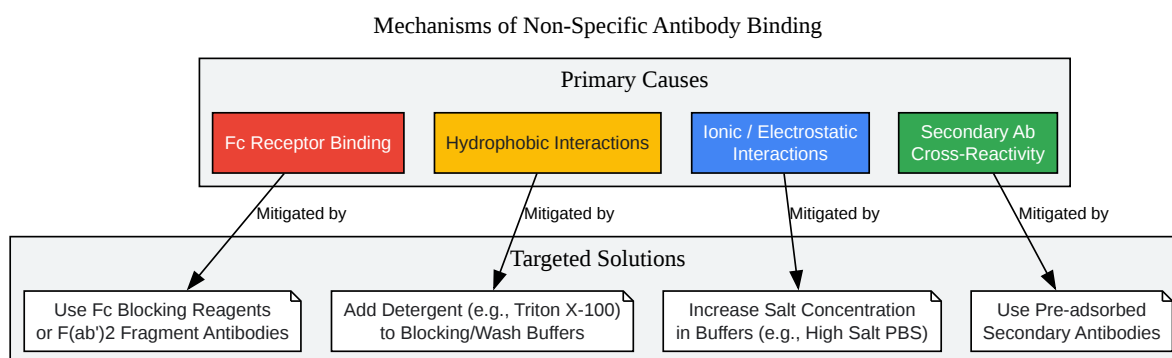 Mechanisms of Non-Specific Antibody Binding
Primary Causes
Fc Receptor Binding
Hydrophobic Interactions
Ionic / Electrostatic
Interactions
Secondary Ab
Cross-Reactivity
Mitigated by
Mitigated by
Mitigated by
Mitigated by
Targeted Solutions
Use Fc Blocking Reagents
or F(ab')2 Fragment Antibodies
Add Detergent (e.g., Triton X-100)
to Blocking/Wash Buffers
Increase Salt Concentration
in Buffers (e.g., High Salt PBS)
Use Pre-adsorbed
Secondary Antibodies